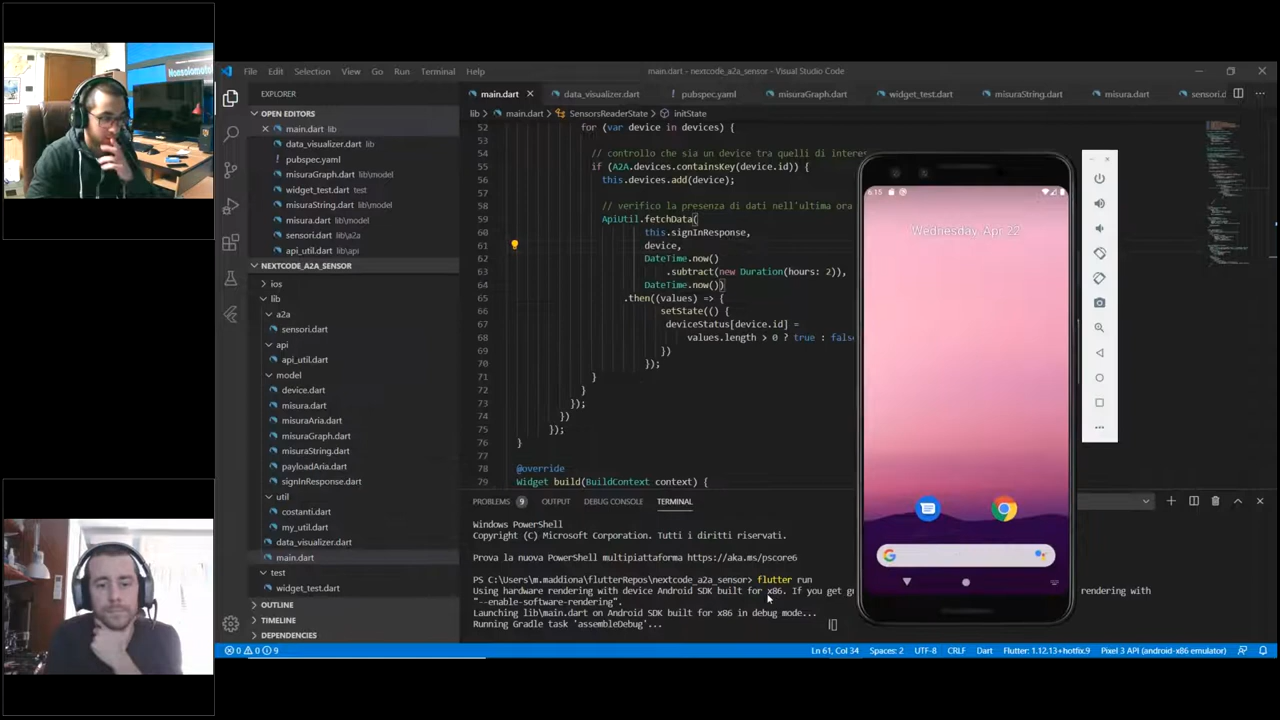 Nonsolomute
File Edit Selection View Go Run Terminal Help
main.dart - nextcode_a2a_sensor - Visual Studio Code
EXPLORER
OPEN EDITORS
main.dart lib
data_visualizer.dart lib
pubspec.yaml
misuraGraph.dart lib\model
widget_test.dart test
misuraString.dart lib\model
misura.dart lib\model
sensori.dart lib\a2a
api_util.dart lib\api
NEXTCODE_A2A_SENSOR
ios
lib
a2a
sensori.dart
api
api_util.dart
model
device.dart
misura.dart
misuraAria.dart
misuraGraph.dart
misuraString.dart
payloadAria.dart
signInResponse.dart
util
costanti.dart
my_util.dart
data_visualizer.dart
main.dart
test
widget_test.dart
OUTLINE
TIMELINE
DEPENDENCIES
main.dart data_visualizer.dart pubspec.yaml misuraGraph.dart widget_test.dart misuraString.dart misura.dart sensori.d
lib > main.dart > SensorsReaderState > initState
52 for (var device in devices) {
53
54 // controllo che sia un device tra quelli di interes
55 if (A2A.devices.containsKey(device.id)) {
56 this.devices.add(device);
57
58 // verifico la presenza di dati nell'ultima ora
59 ApiUtil.fetchData(
60 this.signInResponse,
61 device,
62 DateTime.now()
63 .subtract(new Duration(hours: 2)),
64 DateTime.now())
65 .then((values) => {
66 setState(() {
67 deviceStatus[device.id] =
68 values.length > 0 ? true : false
69 })
70 });
71 }
72 }
73 });
74 })
75 });
76 }
77
78 @override
79 Widget build(BuildContext context) {
PROBLEMS 9 OUTPUT DEBUG CONSOLE TERMINAL
Windows PowerShell
Copyright (C) Microsoft Corporation. Tutti i diritti riservati.
Prova la nuova PowerShell multipiattaforma https://aka.ms/pscore6
PS C:\Users\m.maddiona\flutterRepos\nextcode_a2a_sensor> flutter run
Using hardware rendering with device Android SDK built for x86. If you get g rendering with
"--enable-software-rendering".
Launching lib\main.dart on Android SDK built for x86 in debug mode...
Running Gradle task 'assembleDebug'...
6:15
Wednesday, Apr 22
0 0 9
Ln 61, Col 34 Spaces: 2 UTF-8 CRLF Dart Flutter: 1.12.13+hotfix.9 Pixel 3 API (android-x86 emulator)